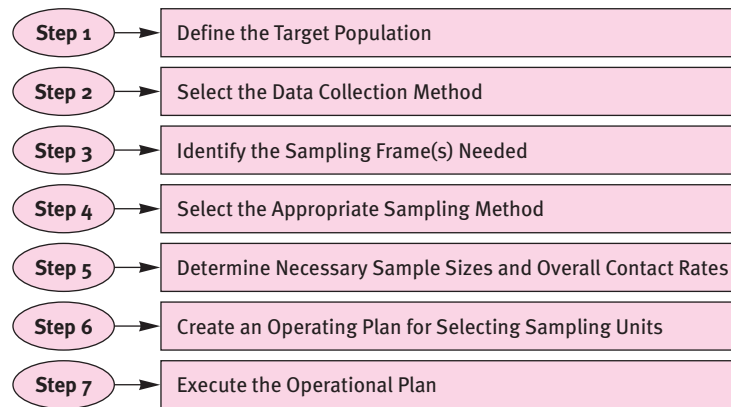 Step 1 Define the Target Population
Step 2 Select the Data Collection Method
Step 3 Identify the Sampling Frame(s) Needed
Step 4 Select the Appropriate Sampling Method
Step 5 Determine Necessary Sample Sizes and Overall Contact Rates
Step 6 Create an Operating Plan for Selecting Sampling Units
Step 7 Execute the Operational Plan